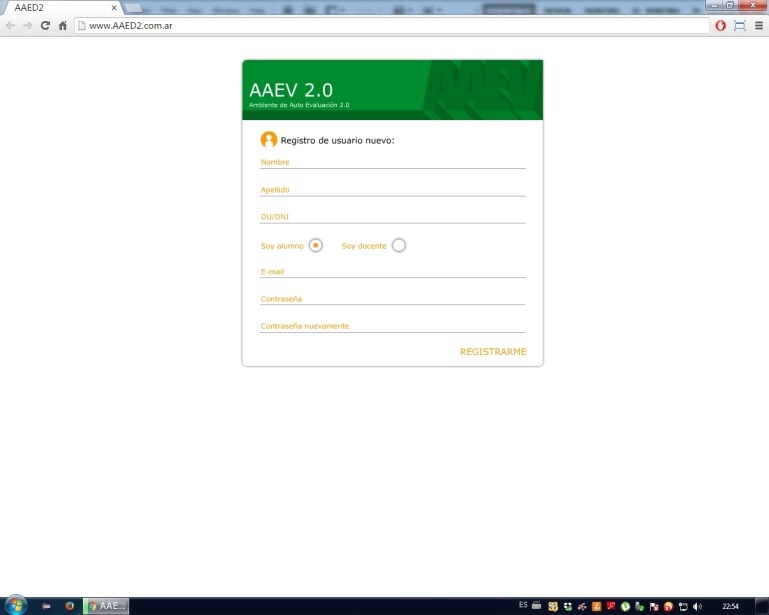 AAED2
www.AAED2.com.ar
AAEV 2.0
Ambiente de Auto Evaluación 2.0
AAEV
Registro de usuario nuevo:
Nombre
Apellido
DU/DNI
Soy alumno Soy docente
E-mail
Contraseña
Contraseña nuevamente
REGISTRARME
AAE... ES 22:54